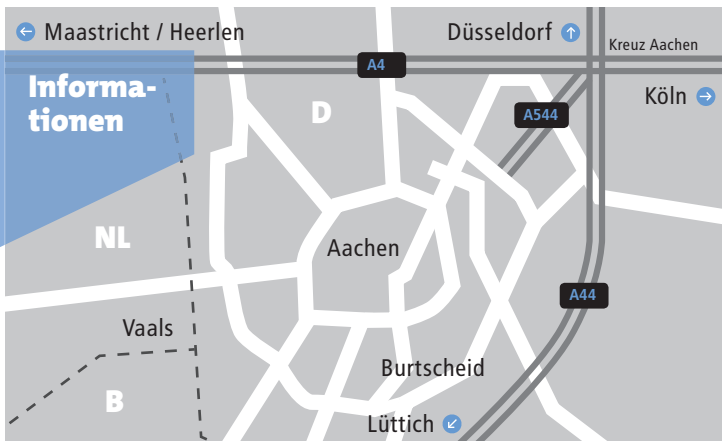 Maastricht / Heerlen
Düsseldorf
Kreuz Aachen
A4
Informa-
tionen
Köln
D
A544
NL
Aachen
A44
Vaals
Burtscheid
B
Lüttich